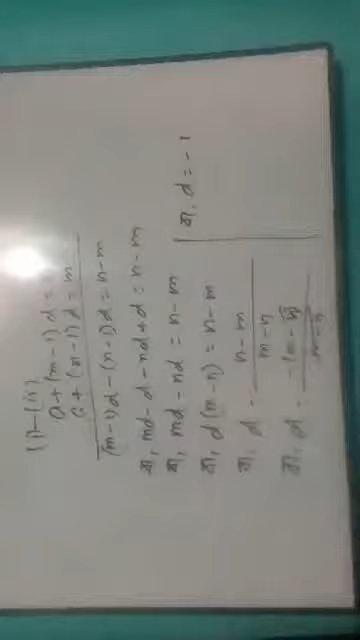 (i)-(ii)
a + (m-1)d =
a + (n-1)d = m
(m-1)d - (n-1)d = n-m
বা, md - d - nd + d = n-m
বা, md - nd = n-m
বা, d(m-n) = n-m
বা, d = n-m / m-n
বা, d = -(m-n) / m-n
বা, d = -1